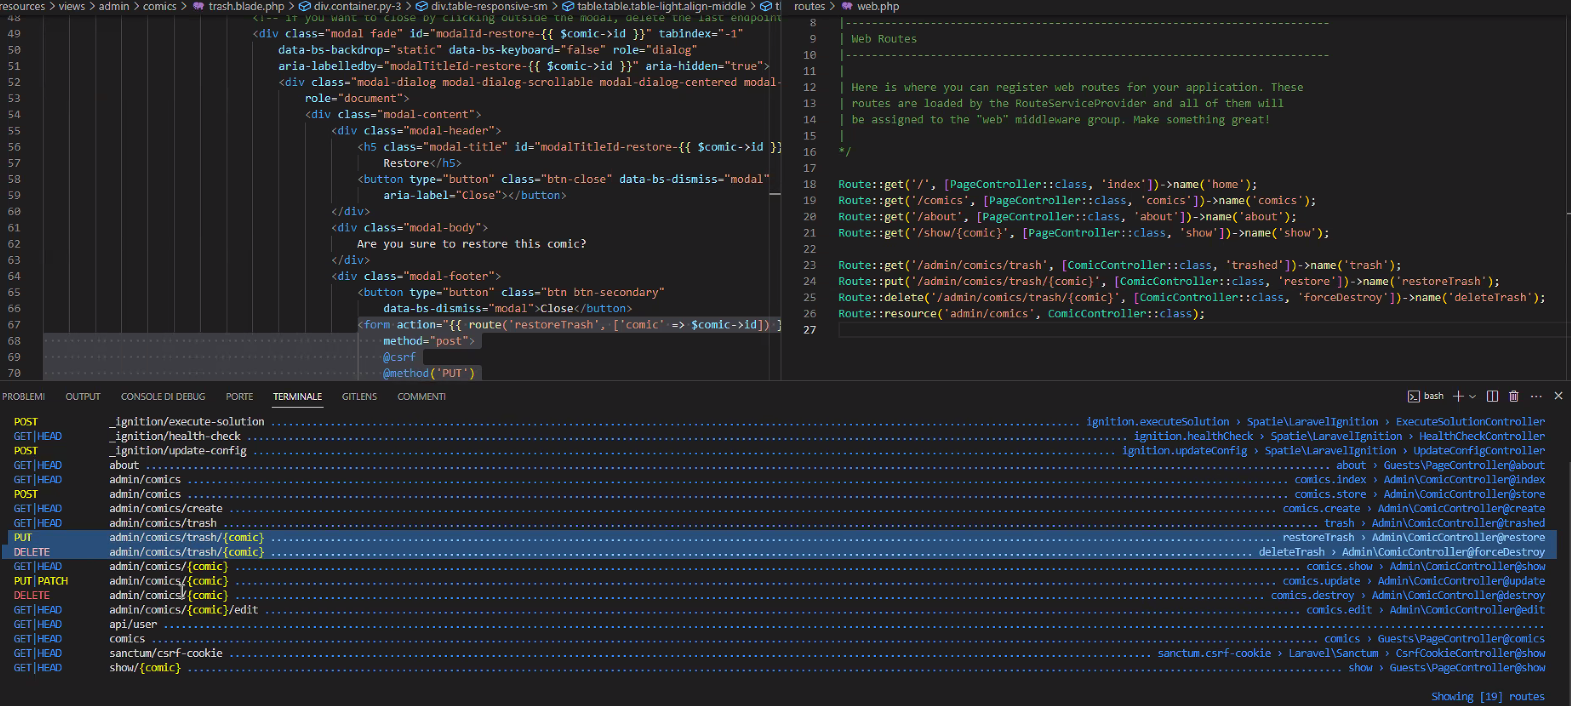 resources > views > admin > comics > trash.blade.php > div.container.py-3 > div.table-responsive-sm > table.table.table-light.align-middle >
48 <!-- if you want to close by clicking outside the modal, delete the last endpoint
49 <div class="modal fade" id="modalId-restore-{{ $comic->id }}" tabindex="-1"
50 data-bs-backdrop="static" data-bs-keyboard="false" role="dialog"
51 aria-labelledby="modalTitleId-restore-{{ $comic->id }}" aria-hidden="true">
52 <div class="modal-dialog modal-dialog-scrollable modal-dialog-centered modal-
53 role="document">
54 <div class="modal-content">
55 <div class="modal-header">
56 <h5 class="modal-title" id="modalTitleId-restore-{{ $comic->id }}
57 Restore</h5>
58 <button type="button" class="btn-close" data-bs-dismiss="modal"
59 aria-label="Close"></button>
60 </div>
61 <div class="modal-body">
62 Are you sure to restore this comic?
63 </div>
64 <div class="modal-footer">
65 <button type="button" class="btn btn-secondary"
66 data-bs-dismiss="modal">Close</button>
67 <form action="{{ route('restoreTrash', ['comic' => $comic->id]) }
68 method="post">
69 @csrf
70 @method('PUT')
routes > web.php
8 |--------------------------------------------------------------------------
9 | Web Routes
10 |--------------------------------------------------------------------------
11 |
12 | Here is where you can register web routes for your application. These
13 | routes are loaded by the RouteServiceProvider and all of them will
14 | be assigned to the "web" middleware group. Make something great!
15 |
16 */
17
18 Route::get('/', [PageController::class, 'index'])->name('home');
19 Route::get('/comics', [PageController::class, 'comics'])->name('comics');
20 Route::get('/about', [PageController::class, 'about'])->name('about');
21 Route::get('/show/{comic}', [PageController::class, 'show'])->name('show');
22
23 Route::get('/admin/comics/trash', [ComicController::class, 'trashed'])->name('trash');
24 Route::put('/admin/comics/trash/{comic}', [ComicController::class, 'restore'])->name('restoreTrash');
25 Route::delete('/admin/comics/trash/{comic}', [ComicController::class, 'forceDestroy'])->name('deleteTrash');
26 Route::resource('admin/comics', ComicController::class);
27
PROBLEMI OUTPUT CONSOLE DI DEBUG PORTE TERMINALE GITLENS COMMENTI bash
POST _ignition/execute-solution ignition.executeSolution › Spatie\LaravelIgnition › ExecuteSolutionController
GET|HEAD _ignition/health-check ignition.healthCheck › Spatie\LaravelIgnition › HealthCheckController
POST _ignition/update-config ignition.updateConfig › Spatie\LaravelIgnition › UpdateConfigController
GET|HEAD about about › Guests\PageController@about
GET|HEAD admin/comics comics.index › Admin\ComicController@index
POST admin/comics comics.store › Admin\ComicController@store
GET|HEAD admin/comics/create comics.create › Admin\ComicController@create
GET|HEAD admin/comics/trash trash › Admin\ComicController@trashed
PUT admin/comics/trash/{comic} restoreTrash › Admin\ComicController@restore
DELETE admin/comics/trash/{comic} deleteTrash › Admin\ComicController@forceDestroy
GET|HEAD admin/comics/{comic} comics.show › Admin\ComicController@show
PUT|PATCH admin/comics/{comic} comics.update › Admin\ComicController@update
DELETE admin/comics/{comic} comics.destroy › Admin\ComicController@destroy
GET|HEAD admin/comics/{comic}/edit comics.edit › Admin\ComicController@edit
GET|HEAD api/user
GET|HEAD comics comics › Guests\PageController@comics
GET|HEAD sanctum/csrf-cookie sanctum.csrf-cookie › Laravel\Sanctum › CsrfCookieController@show
GET|HEAD show/{comic} show › Guests\PageController@show
Showing [19] routes